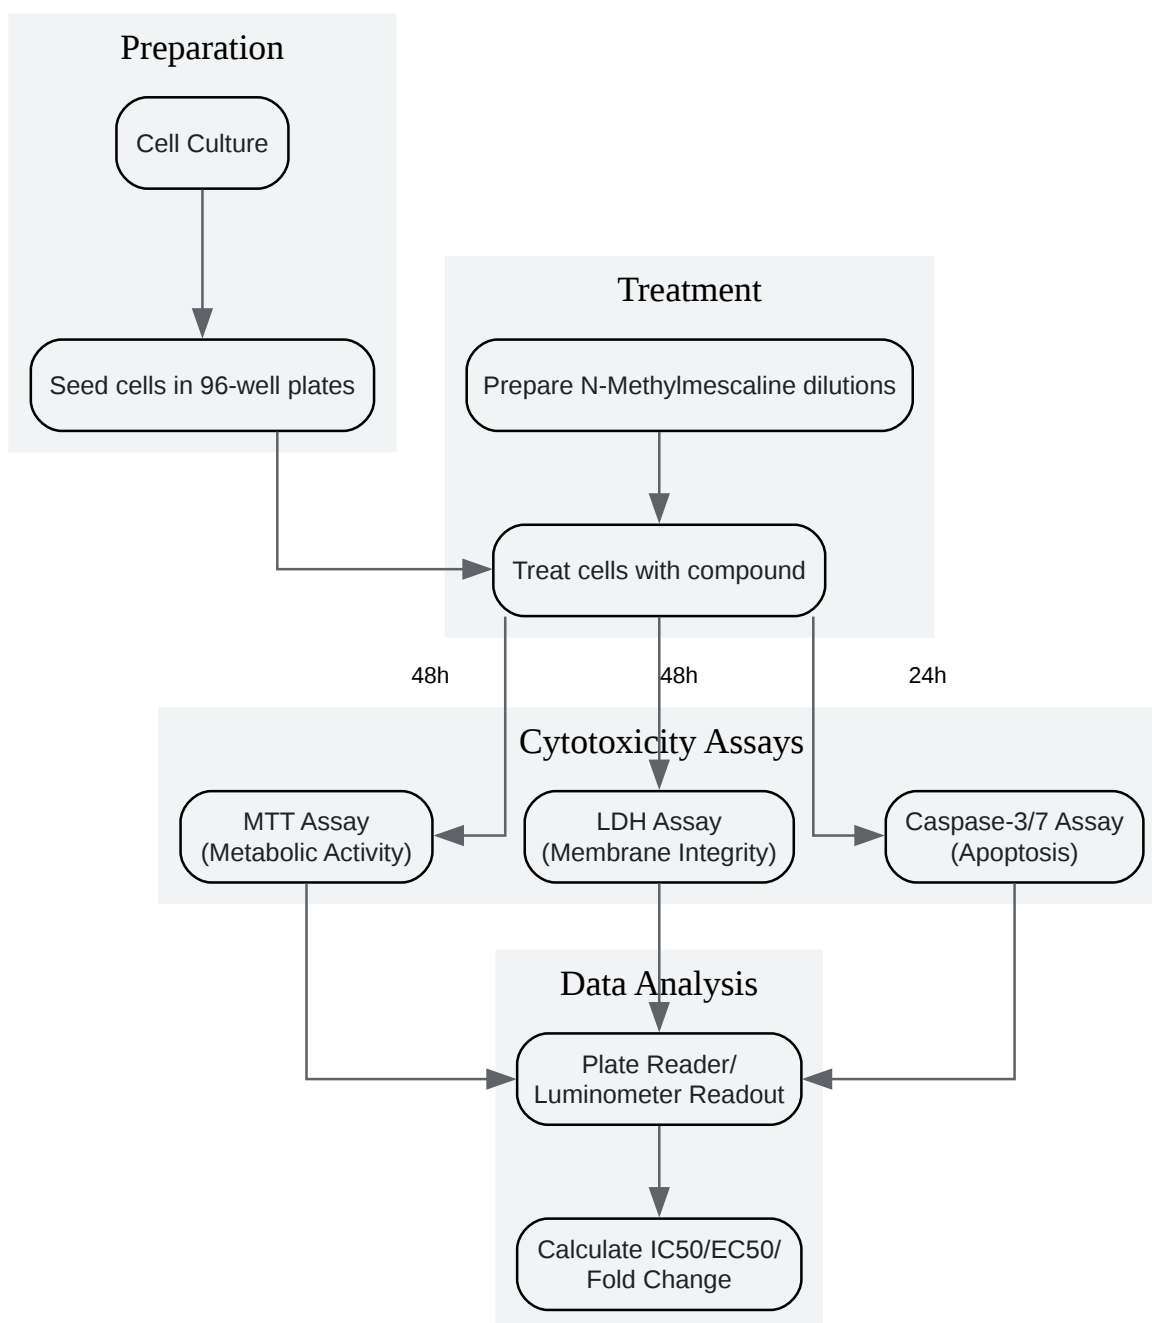 Preparation
Cell Culture
Seed cells in 96-well plates
Treatment
Prepare N-Methylmescaline dilutions
Treat cells with compound
48h
48h
24h
Cytotoxicity Assays
MTT Assay
(Metabolic Activity)
LDH Assay
(Membrane Integrity)
Caspase-3/7 Assay
(Apoptosis)
Data Analysis
Plate Reader/
Luminometer Readout
Calculate IC50/EC50/
Fold Change